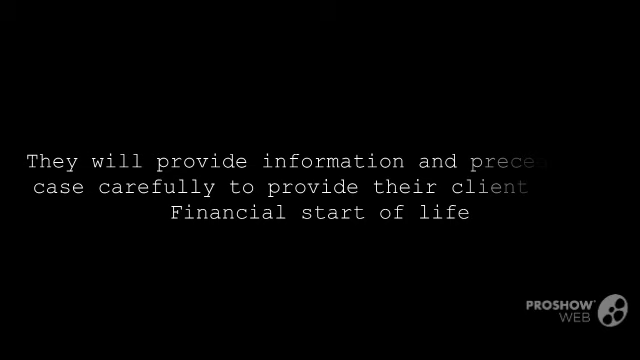 They will provide information and
case carefully to provide their client
Financial start of life
PROSHOW
WEB